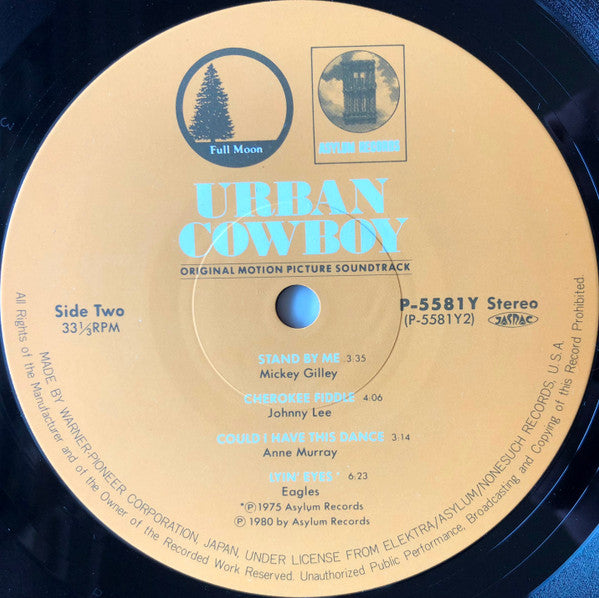 Full Moon
ASYLUM RECORDS
URBAN
COWBOY
ORIGINAL MOTION PICTURE SOUNDTRACK
Side Two
33⅓RPM
P-5581Y Stereo
(P-5581Y2)
JASRAC
STAND BY ME 3:35
Mickey Gilley
CHEROKEE FIDDLE 4:06
Johnny Lee
COULD I HAVE THIS DANCE 3:14
Anne Murray
LYIN' EYES* 6:23
Eagles
*Ⓟ1975 Asylum Records
Ⓟ 1980 by Asylum Records
MADE BY WARNER-PIONEER CORPORATION, JAPAN, UNDER LICENSE FROM ELEKTRA/ASYLUM/NONESUCH RECORDS, U.S.A.
All Rights of the Manufacturer and of the Owner of the Recorded Work Reserved. Unauthorized Public Performance, Broadcasting and Copying of this Record Prohibited.